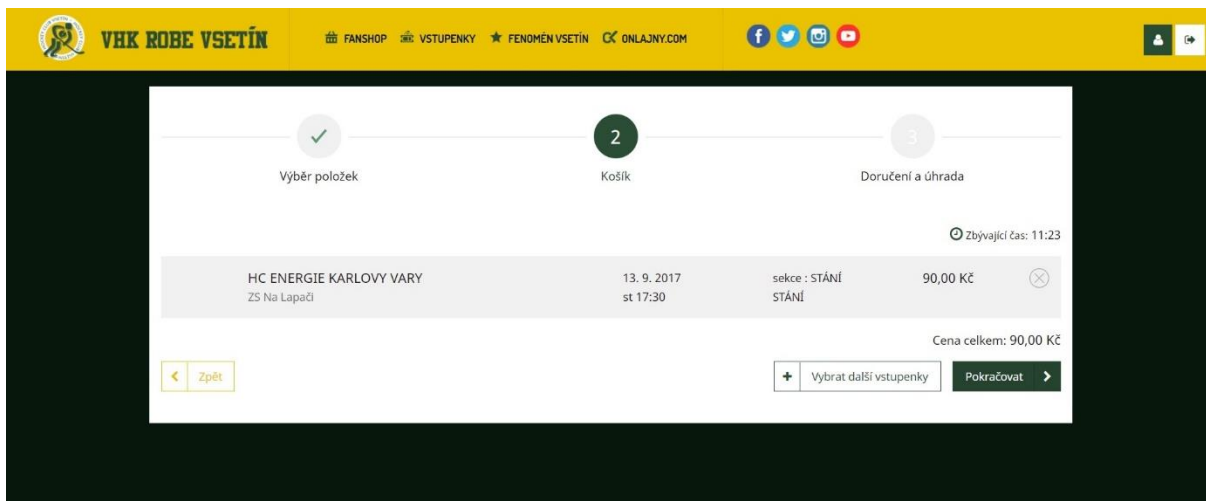 VHK ROBE VSETÍN
FANSHOP VSTUPENKY FENOMÉN VSETÍN ONLAJNY.COM
2
3
Výběr položek
Košík
Doručení a úhrada
Zbývající čas: 11:23
HC ENERGIE KARLOVY VARY 13. 9. 2017 sekce : STÁNÍ 90,00 Kč
ZS Na Lapači st 17:30 STÁNÍ
Cena celkem: 90,00 Kč
Zpět
Vybrat další vstupenky
Pokračovat